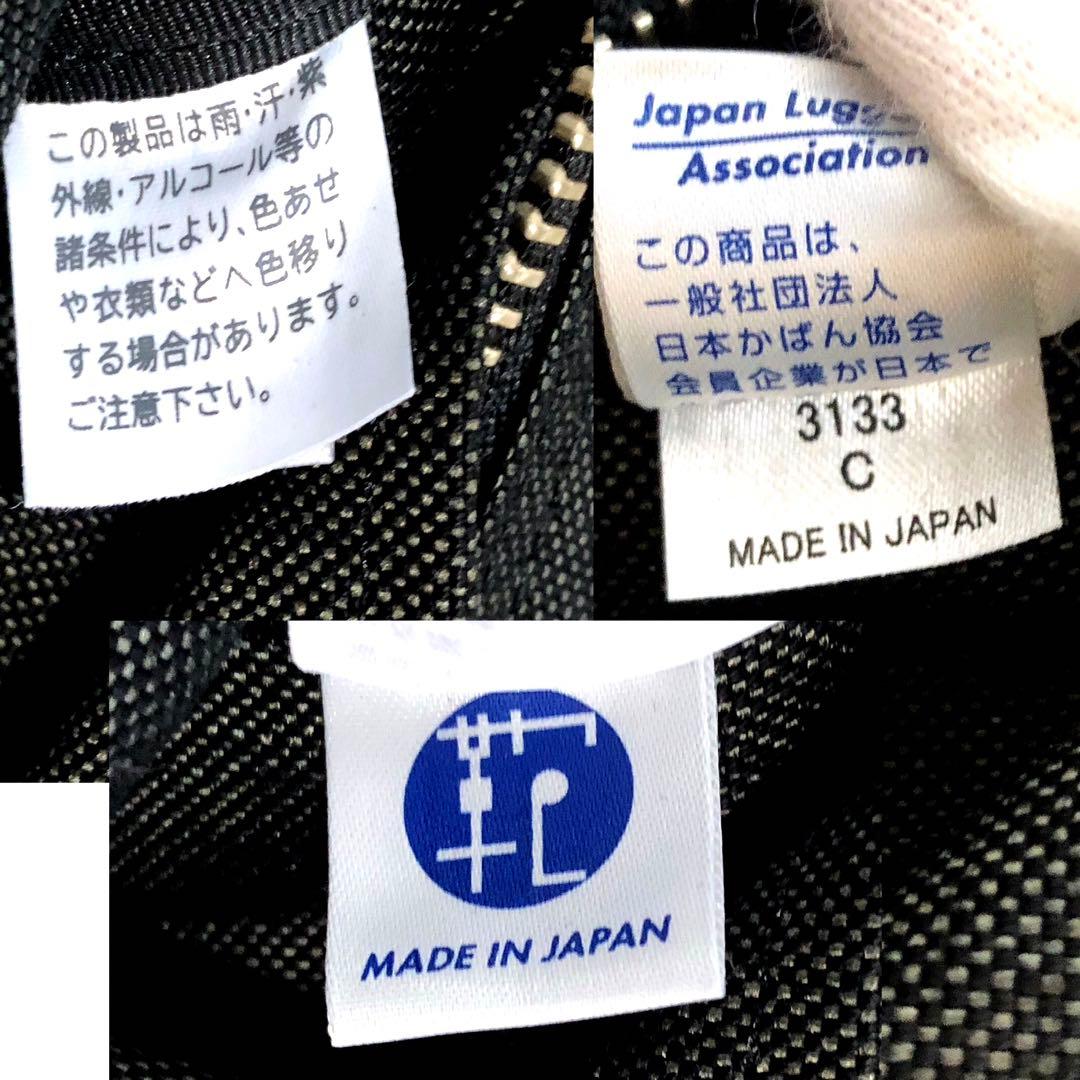 この製品は雨・汗・紫
外線・アルコール等の
諸条件により、色あせ
や衣類などへ色移り
する場合があります。
ご注意下さい。
Japan
Association
この商品は、
一般社団法人
日本かばん協会
会員企業が日本で
3133
C
MADE IN JAPAN
鞄
MADE IN JAPAN